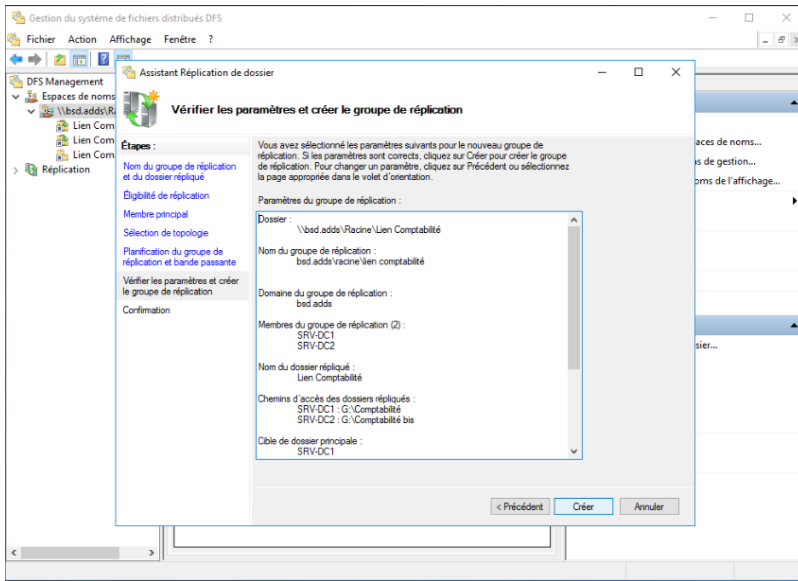 Gestion du système de fichiers distribués DFS
Fichier Action Affichage Fenêtre ?
DFS Management
Espaces de noms
\\bsd.adds\R
Lien Com
Lien Com
Lien Com
Réplication
Assistant Réplication de dossier
Vérifier les paramètres et créer le groupe de réplication
Étapes :
Nom du groupe de réplication
et du dossier répliqué
Éligibilité de réplication
Membre principal
Sélection de topologie
Planification du groupe de
réplication et bande passante
Vérifier les paramètres et créer
le groupe de réplication
Confirmation
Vous avez sélectionné les paramètres suivants pour le nouveau groupe de
réplication. Si les paramètres sont corrects, cliquez sur Créer pour créer le groupe
de réplication. Pour changer un paramètre, cliquez sur Précédent ou sélectionnez
la page appropriée dans le volet d'orientation.
Paramètres du groupe de réplication :
Dossier :
\\bsd.adds\Racine\Lien Comptabilité
Nom du groupe de réplication :
bsd.adds\racine\lien comptabilité
Domaine du groupe de réplication :
bsd.adds
Membres du groupe de réplication (2) :
SRV-DC1
SRV-DC2
Nom du dossier répliqué :
Lien Comptabilité
Chemins d'accès des dossiers répliqués :
SRV-DC1 : G:\Comptabilité
SRV-DC2 : G:\Comptabilité bis
Cible de dossier principale :
SRV-DC1
< Précédent Créer Annuler
aces de noms...
s de gestion...
oms de l'affichage...
sier...